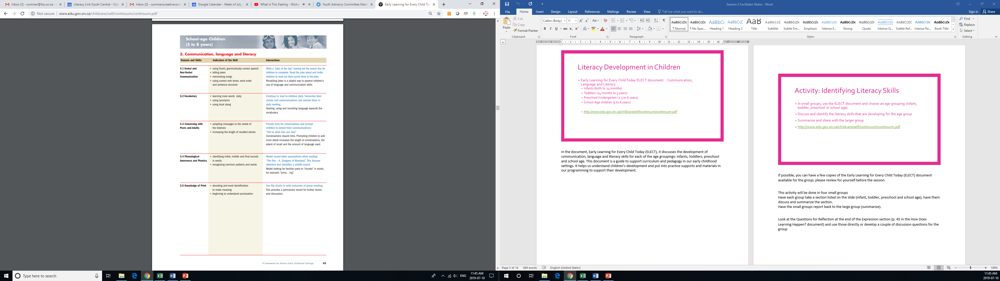 Inbox (2) - summer@llsc.on.ca -
Literacy Link South Central - Cale
Inbox (2) - summerscreativecorn
Google Calendar - Week of July
What Is This Feeling - Wicked
Youth Advisory Committee Meet
Early Learning for Every Child To
Not secure | www.edu.gov.on.ca/childcare/oelf/continuum/continuum.pdf
School-age Children
(5 to 8 years)
3. Communication, language and literacy
Domain and Skills Indicators of the Skill Interactions
3.1 Verbal and
Non-Verbal
Communication
• using fluent, grammatically correct speech
• telling jokes
• memorizing songs
• using correct verb tense, word order
and sentence structure
Write a "joke of the day" leaving out the punch line for
children to complete. Read the joke aloud and invite
children to read out their punch lines to the joke.
Ritualizing jokes is a playful way to expand children's
use of language and communication skills.
3.2 Vocabulary
• learning more words daily
• using synonyms
• using local slang
Continue to read to children daily. Transcribe their
stories and communications and include them in
daily reading.
Hearing, using and recording language expands the
vocabulary.
3.3 Conversing with
Peers and Adults
• adapting messages to the needs of
the listeners
• increasing the length of recalled stories
Provide time for conversations and prompt
children to extend their communications:
"Tell us what else you saw."
Conversations require time. Prompting children to add
more detail increases the length of conversations, the
extent of recall and the amount of language used.
3.4 Phonological
Awareness and Phonics
• identifying initial, middle and final sounds
in words
• recognizing common patterns and words
Model sound-letter associations when reading:
"The Dra - A...Dragons of Blueland." This focuses
attention and identifies a middle sound.
Model looking for familiar parts or "chunks" in words,
for example, "jump... ing."
3.5 Knowledge of Print
• decoding and word identification
to make meaning
• beginning to understand punctuation
Use flip charts to write outcomes of group meeting.
This provides a permanent record for further review
and discussion.
A Framework for Ontario Early Childhood Settings 63
Type here to search
ENG
11:45 AM
2019-07-10
Session 2 Facilitator Notes - Word
File Home Insert Design Layout References Mailings Review View Tell me what you want to do...
Sign in Share
Paste
Cut
Copy
Format Painter
Clipboard
Calibri (Body) 11
Font
Paragraph
AaBbCcDc AaBbCcDc AaBbCc AaBbCcC AaB AaBbCcC AaBbCcDc AaBbCcDc AaBbCcDc AaBbCcDc AaBbCcDc AaBbCcDc AABBCCDC AABBCCDC AaBbCcDc
¶ Normal ¶ No Spac... Heading 1 Heading 2 Title Subtitle Subtle Em... Emphasis Intense E... Strong Quote Intense Q... Subtle Ref... Intense Re... Book Title
Styles
Find
Replace
Select
Editing
Literacy Development in Children
• Early Learning for Every Child Today ELECT document: Communication,
Language and Literacy
• Infants (birth to 24 months)
• Toddlers (14 months to 3 years)
• Preschool Kindergarten (2.5 to 6 years)
• School-Age children (5 to 8 years)
• http://www.edu.gov.on.ca/childcare/oelf/continuum/continuum.pdf
In the document, Early Learning for Every Child Today (ELECT), it discusses the development of
communication, language and literacy skills for each of the age groupings: infants, toddlers, preschool
and school age. This document is a guide to support curriculum and pedagogy in our early childhood
settings. It helps us understand children's development and put into practice supports and materials in
our programming to support their development.
Activity: Identifying Literacy Skills
• In small groups, use the ELECT document and choose an age grouping (infant,
toddler, preschool or school age).
• Discuss and identify the literacy skills that are developing for the age group
• Summarize and share with the larger group
• http://www.edu.gov.on.ca/childcare/oelf/continuum/continuum.pdf
If possible, you can have a few copies of the Early Learning for Every Child Today (ELECT) document
available for the group; please review for yourself before the session
This activity will be done in four small groups
Have each group take a section listed on the slide (infant, toddler, preschool and school age), have them
discuss and summarize the section.
Have the small groups report back to the large group (summarize).
Look at the Questions for Reflection at the end of the Expression section (p. 45 in the How Does
Learning Happen? document) and use those directly or develop a couple of discussion questions for the
group
Page 5 of 16 669 words English (United States)
100%
11:45 AM
2019-07-10